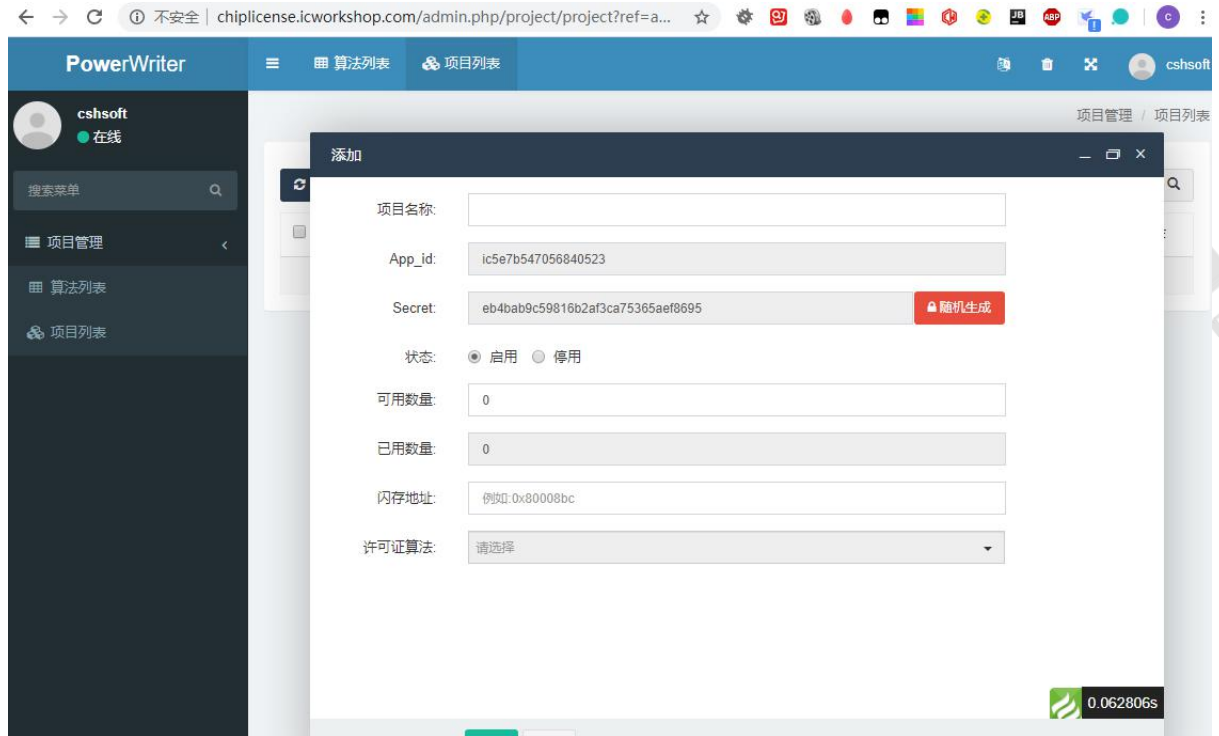 不安全 chiplicense.icworkshop.com/admin.php/project/project?ref=a...
PowerWriter
算法列表
项目列表
cshsoft
cshsoft
在线
项目管理 / 项目列表
搜索菜单
项目管理
算法列表
项目列表
添加
项目名称:
App_id: ic5e7b547056840523
Secret: eb4bab9c59816b2af3ca75365aef8695 随机生成
状态: 启用 停用
可用数量: 0
已用数量: 0
闪存地址: 例如:0x80008bc
许可证算法: 请选择
0.062806s